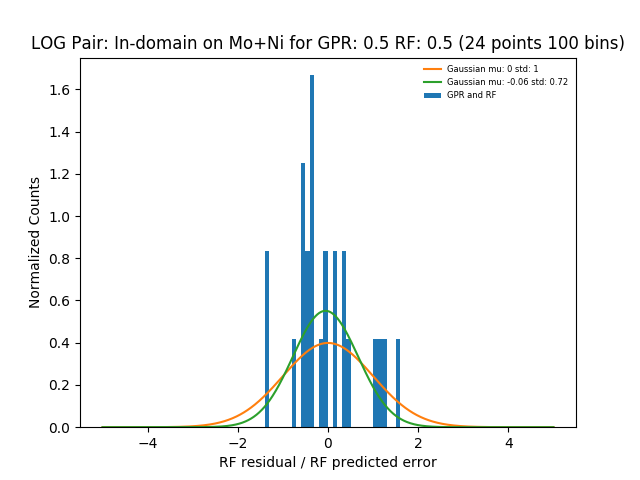 LOG Pair: In-domain on Mo+Ni for GPR: 0.5 RF: 0.5 (24 points 100 bins)
Gaussian mu: 0 std: 1
Gaussian mu: -0.06 std: 0.72
GPR and RF
Normalized Counts
1.6
1.4
1.2
1.0
0.8
0.6
0.4
0.2
0.0
−4
−2
0
2
4
RF residual / RF predicted error